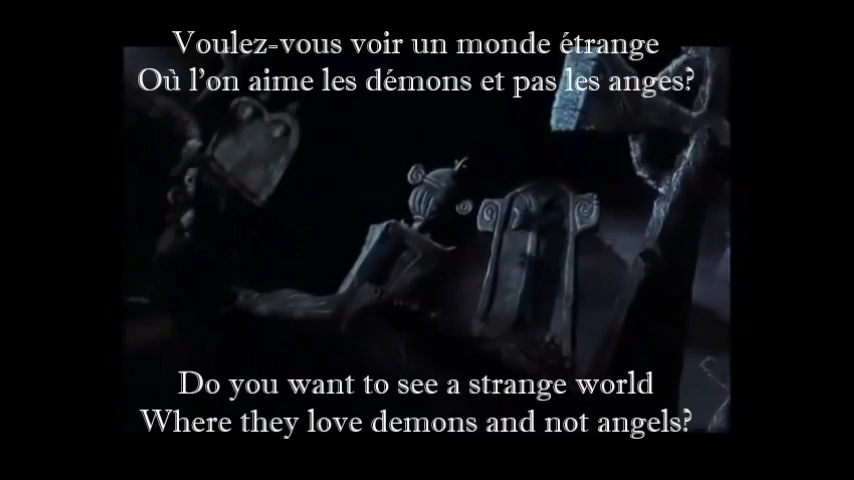 Voulez-vous voir un monde étrange
Où l'on aime les démons et pas les anges?
Do you want to see a strange world
Where they love demons and not angels?